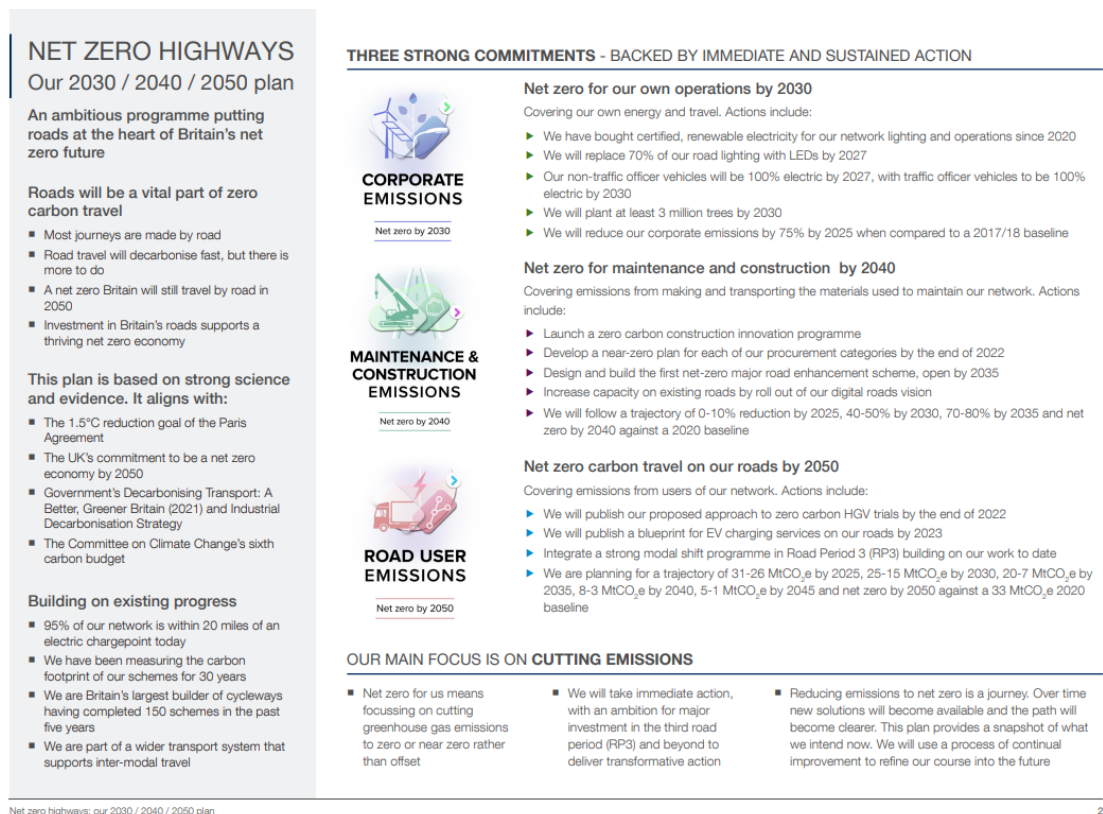 NET ZERO HIGHWAYS
Our 2030 / 2040 / 2050 plan
An ambitious programme putting
roads at the heart of Britain's net
zero future
Roads will be a vital part of zero
carbon travel
■ Most journeys are made by road
■ Road travel will decarbonise fast, but there is
more to do
■ A net zero Britain will still travel by road in
2050
■ Investment in Britain's roads supports a
thriving net zero economy
This plan is based on strong science
and evidence. It aligns with:
■ The 1.5°C reduction goal of the Paris
Agreement
■ The UK's commitment to be a net zero
economy by 2050
■ Government's Decarbonising Transport: A
Better, Greener Britain (2021) and Industrial
Decarbonisation Strategy
■ The Committee on Climate Change's sixth
carbon budget
Building on existing progress
■ 95% of our network is within 20 miles of an
electric chargepoint today
■ We have been measuring the carbon
footprint of our schemes for 30 years
■ We are Britain's largest builder of cycleways
having completed 150 schemes in the past
five years
■ We are part of a wider transport system that
supports inter-modal travel
THREE STRONG COMMITMENTS - BACKED BY IMMEDIATE AND SUSTAINED ACTION
CORPORATE
EMISSIONS
Net zero by 2030
Net zero for our own operations by 2030
Covering our own energy and travel. Actions include:
► We have bought certified, renewable electricity for our network lighting and operations since 2020
► We will replace 70% of our road lighting with LEDs by 2027
► Our non-traffic officer vehicles will be 100% electric by 2027, with traffic officer vehicles to be 100%
electric by 2030
► We will plant at least 3 million trees by 2030
► We will reduce our corporate emissions by 75% by 2025 when compared to a 2017/18 baseline
MAINTENANCE &
CONSTRUCTION
EMISSIONS
Net zero by 2040
Net zero for maintenance and construction by 2040
Covering emissions from making and transporting the materials used to maintain our network. Actions
include:
► Launch a zero carbon construction innovation programme
► Develop a near-zero plan for each of our procurement categories by the end of 2022
► Design and build the first net-zero major road enhancement scheme, open by 2035
► Increase capacity on existing roads by roll out of our digital roads vision
► We will follow a trajectory of 0-10% reduction by 2025, 40-50% by 2030, 70-80% by 2035 and net
zero by 2040 against a 2020 baseline
ROAD USER
EMISSIONS
Net zero by 2050
Net zero carbon travel on our roads by 2050
Covering emissions from users of our network. Actions include:
► We will publish our proposed approach to zero carbon HGV trials by the end of 2022
► We will publish a blueprint for EV charging services on our roads by 2023
► Integrate a strong modal shift programme in Road Period 3 (RP3) building on our work to date
► We are planning for a trajectory of 31-26 MtCO₂e by 2025, 25-15 MtCO₂e by 2030, 20-7 MtCO₂e by
2035, 8-3 MtCO₂e by 2040, 5-1 MtCO₂e by 2045 and net zero by 2050 against a 33 MtCO₂e 2020
baseline
OUR MAIN FOCUS IS ON CUTTING EMISSIONS
■ Net zero for us means
focussing on cutting
greenhouse gas emissions
to zero or near zero rather
than offset
■ We will take immediate action,
with an ambition for major
investment in the third road
period (RP3) and beyond to
deliver transformative action
■ Reducing emissions to net zero is a journey. Over time
new solutions will become available and the path will
become clearer. This plan provides a snapshot of what
we intend now. We will use a process of continual
improvement to refine our course into the future
Net zero highways: our 2030 / 2040 / 2050 plan
2